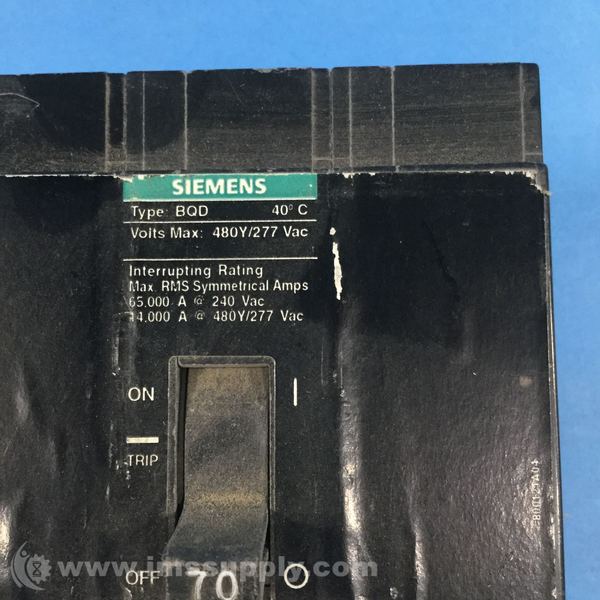 SIEMENS
Type: BQD 40° C
Volts Max: 480Y/277 Vac
Interrupting Rating
Max. RMS Symmetrical Amps
65,000 A @ 240 Vac
14,000 A @ 480Y/277 Vac
ON I
TRIP
OFF 70 O
www.imssupply.com